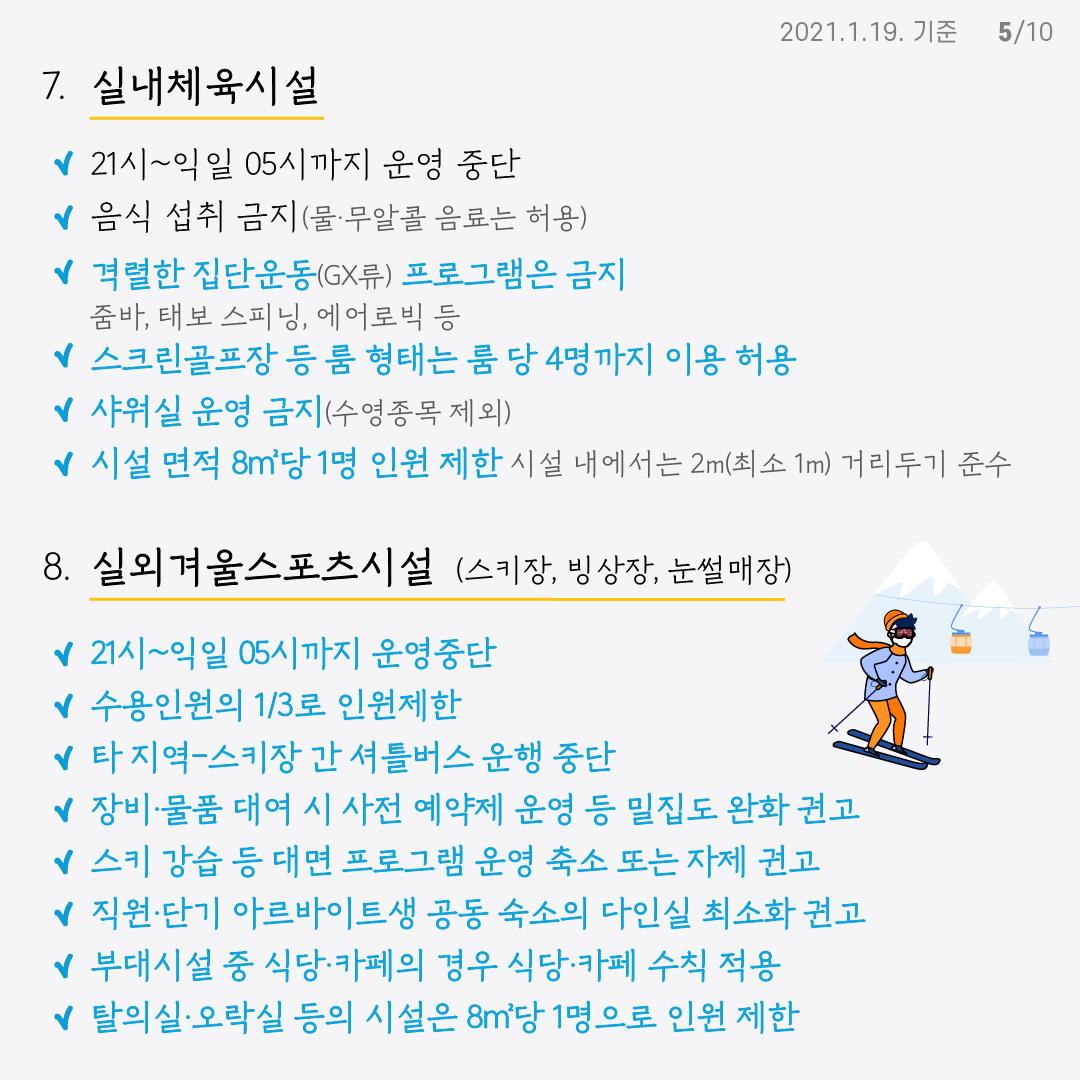 2021.1.19. 기준 5/10
7. 실내체육시설
21시~익일 05시까지 운영 중단
음식 섭취 금지(물·무알콜 음료는 허용)
격렬한 집단운동(GX류) 프로그램은 금지
줌바, 태보 스피닝, 에어로빅 등
스크린골프장 등 룸 형태는 룸 당 4명까지 이용 허용
샤워실 운영 금지(수영종목 제외)
시설 면적 8㎡당 1명 인원 제한 시설 내에서는 2m(최소 1m) 거리두기 준수
8. 실외겨울스포츠시설 (스키장, 빙상장, 눈썰매장)
21시~익일 05시까지 운영중단
수용인원의 1/3로 인원제한
타 지역-스키장 간 셔틀버스 운행 중단
장비·물품 대여 시 사전 예약제 운영 등 밀집도 완화 권고
스키 강습 등 대면 프로그램 운영 축소 또는 자제 권고
직원·단기 아르바이트생 공동 숙소의 다인실 최소화 권고
부대시설 중 식당·카페의 경우 식당·카페 수칙 적용
탈의실·오락실 등의 시설은 8㎡당 1명으로 인원 제한